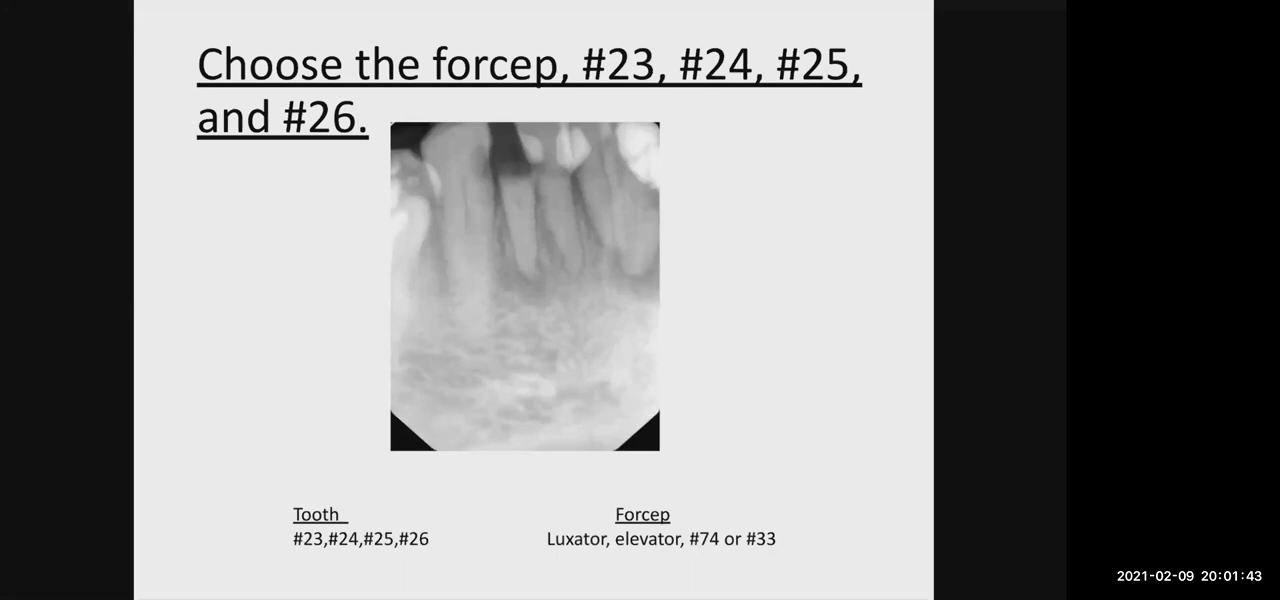 Choose the forcep, #23, #24, #25,
and #26.
Tooth Forcep
#23,#24,#25,#26 Luxator, elevator, #74 or #33
2021-02-09 20:01:43